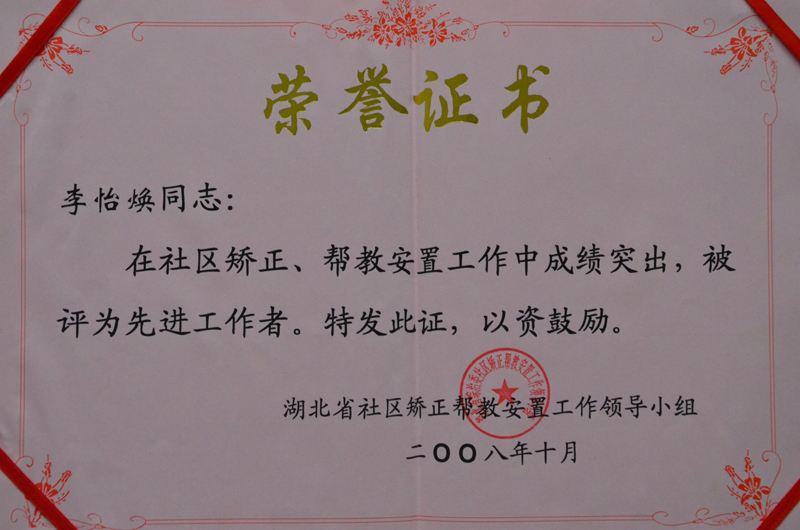 荣誉证书
李怡焕同志：
在社区矫正、帮教安置工作中成绩突出，被
评为先进工作者。特发此证，以资鼓励。
湖北省社区矫正帮教安置工作领导小组
二〇〇八年十月